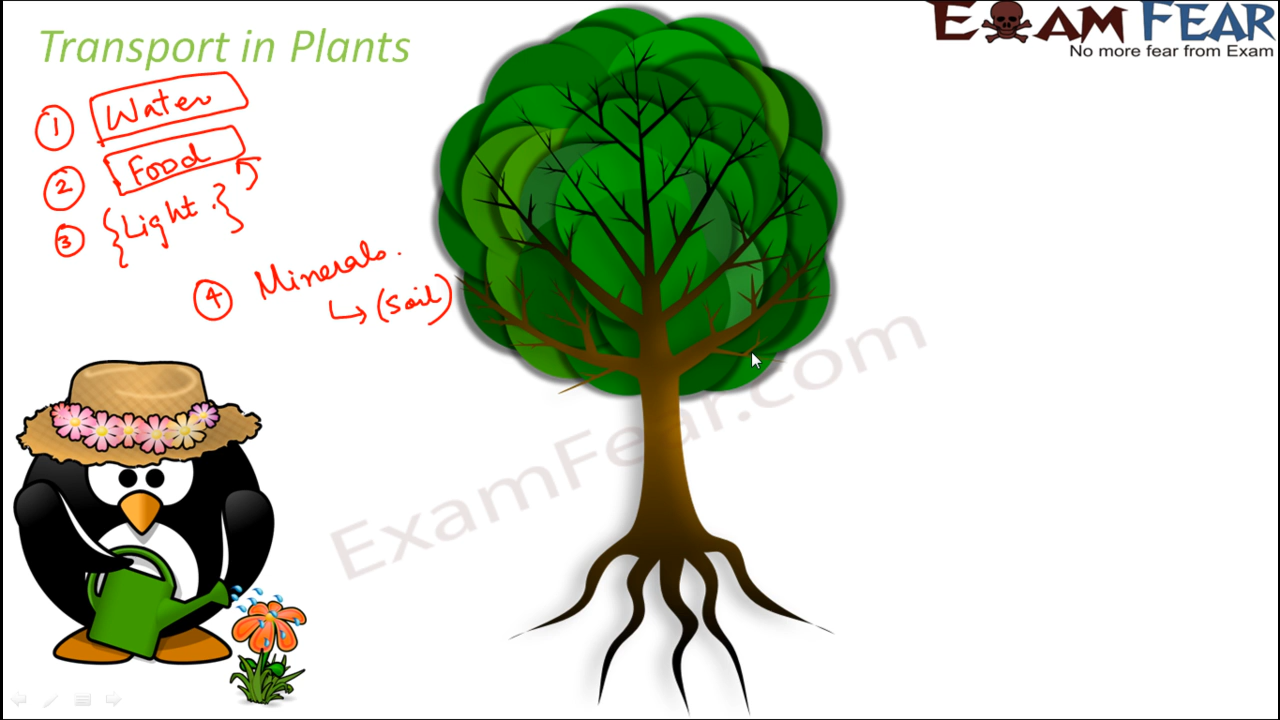 Transport in Plants
EXAM FEAR
No more fear from Exam
① Water
② Food
③ {Light.}
④ Minerals.
↳ (Soil)
ExamFear.com